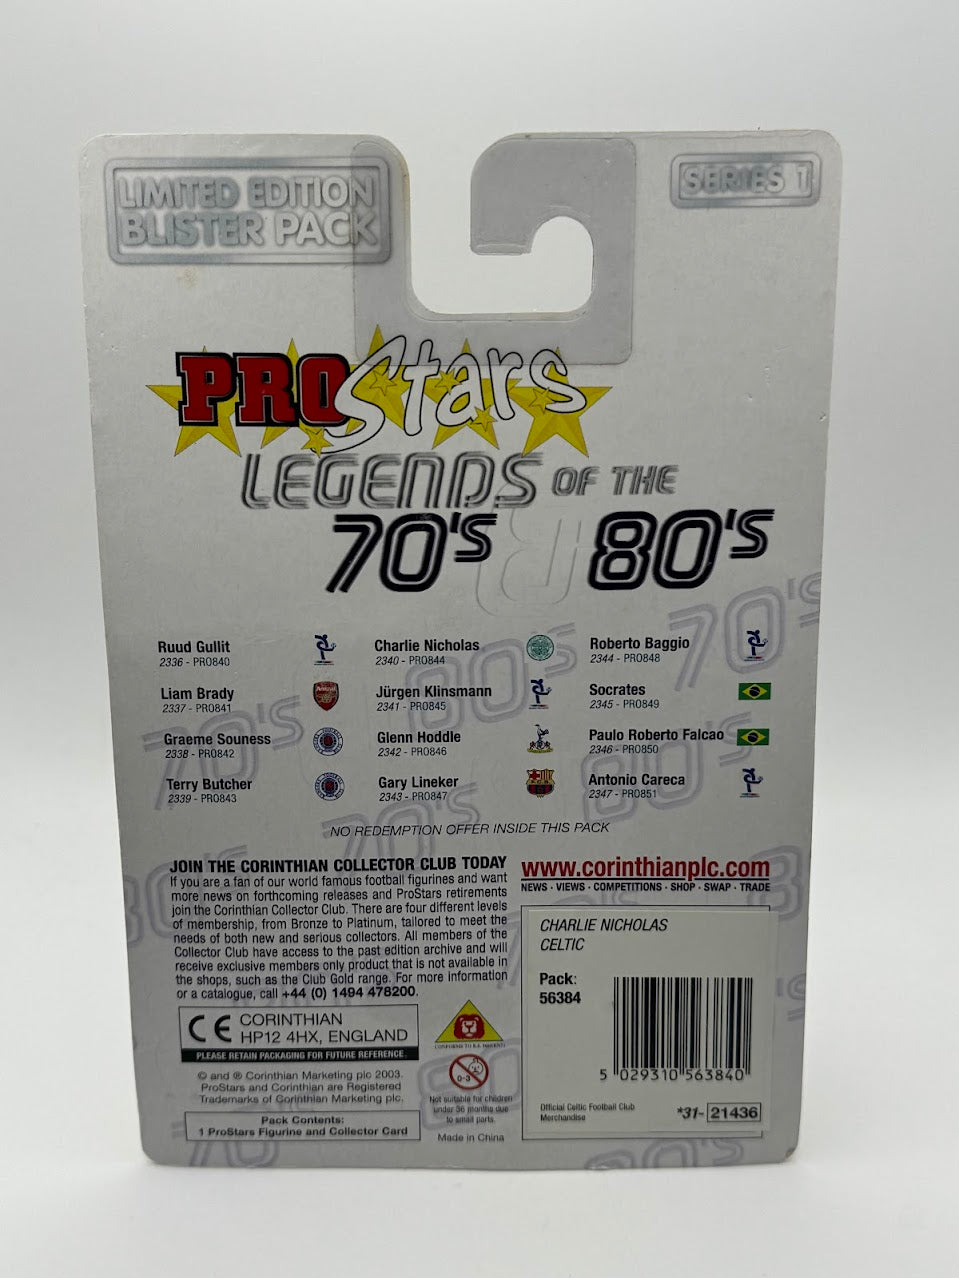 LIMITED EDITION
BLISTER PACK
SERIES 1
PROStars
LEGENDS OF THE
70's & 80's
Ruud Gullit
2336 - PRO840
Liam Brady
2337 - PRO841
Graeme Souness
2338 - PRO842
Terry Butcher
2339 - PRO843
Charlie Nicholas
2340 - PRO844
Jürgen Klinsmann
2341 - PRO845
Glenn Hoddle
2342 - PRO846
Gary Lineker
2343 - PRO847
Roberto Baggio
2344 - PRO848
Socrates
2345 - PRO849
Paulo Roberto Falcao
2346 - PRO850
Antonio Careca
2347 - PRO851
NO REDEMPTION OFFER INSIDE THIS PACK
JOIN THE CORINTHIAN COLLECTOR CLUB TODAY
If you are a fan of our world famous football figurines and want
more news on forthcoming releases and ProStars retirements
join the Corinthian Collector Club. There are four different levels
of membership, from Bronze to Platinum, tailored to meet the
needs of both new and serious collectors. All members of the
Collector Club have access to the past edition archive and will
receive exclusive members only product that is not available in
the shops, such as the Club Gold range. For more information
or a catalogue, call +44 (0) 1494 478200.
www.corinthianplc.com
NEWS · VIEWS · COMPETITIONS · SHOP · SWAP · TRADE
CHARLIE NICHOLAS
CELTIC
Pack:
56384
5 029310 563840
Official Celtic Football Club
Merchandise
*31- 21436
CE CORINTHIAN
HP12 4HX, ENGLAND
PLEASE RETAIN PACKAGING FOR FUTURE REFERENCE.
© and ® Corinthian Marketing plc 2003.
ProStars and Corinthian are Registered
Trademarks of Corinthian Marketing plc.
Pack Contents:
1 ProStars Figurine and Collector Card
0-3
Not suitable for children
under 36 months due
to small parts.
Made in China